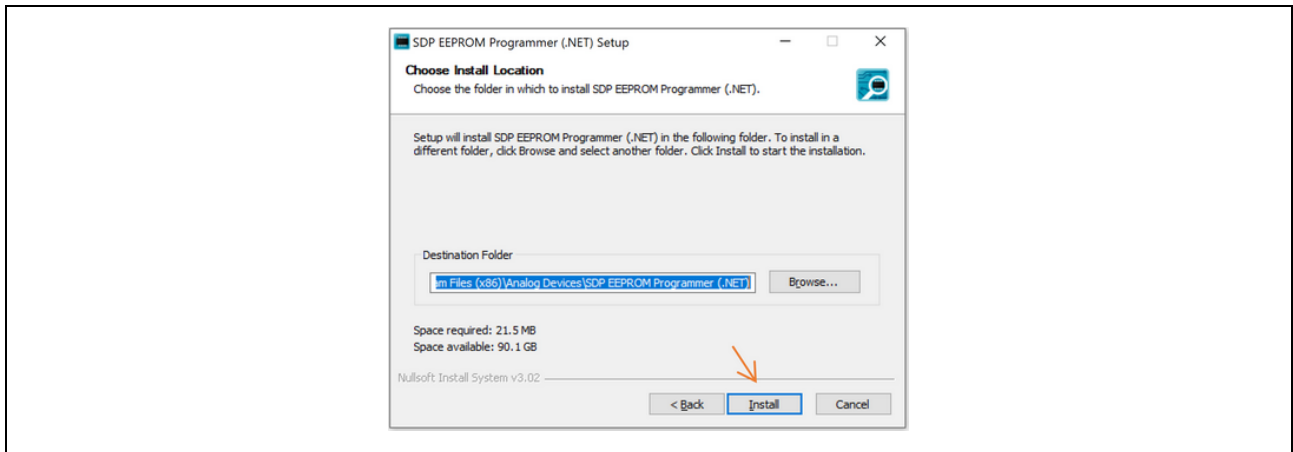 SDP EEPROM Programmer (.NET) Setup
Choose Install Location
Choose the folder in which to install SDP EEPROM Programmer (.NET).
Setup will install SDP EEPROM Programmer (.NET) in the following folder. To install in a
different folder, click Browse and select another folder. Click Install to start the installation.
Destination Folder
am Files (x86)\Analog Devices\SDP EEPROM Programmer (.NET) Browse...
Space required: 21.5 MB
Space available: 90.1 GB
Nullsoft Install System v3.02
< Back Install Cancel